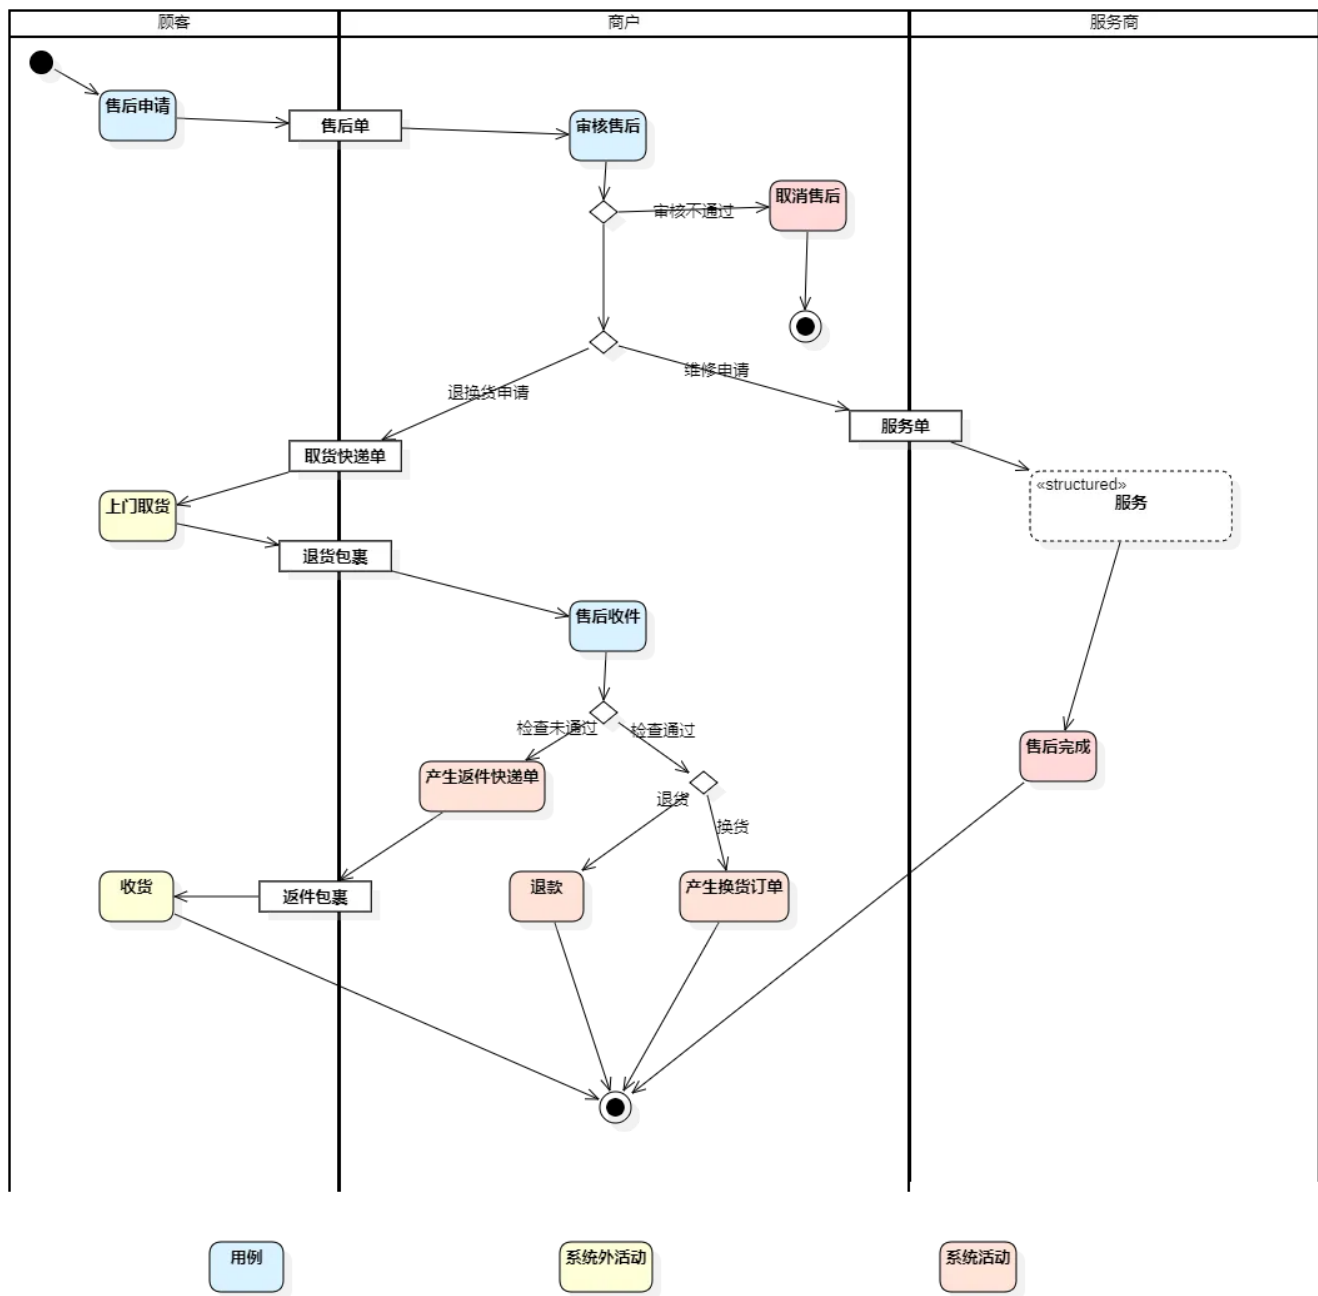 顾客
商户
服务商
售后申请
售后单
审核售后
取消售后
审核不通过
维修申请
退换货申请
服务单
取货快递单
«structured»
服务
上门取货
退货包裹
售后收件
检查未通过
检查通过
售后完成
产生返件快递单
退货
换货
收货
返件包裹
退款
产生换货订单
用例
系统外活动
系统活动